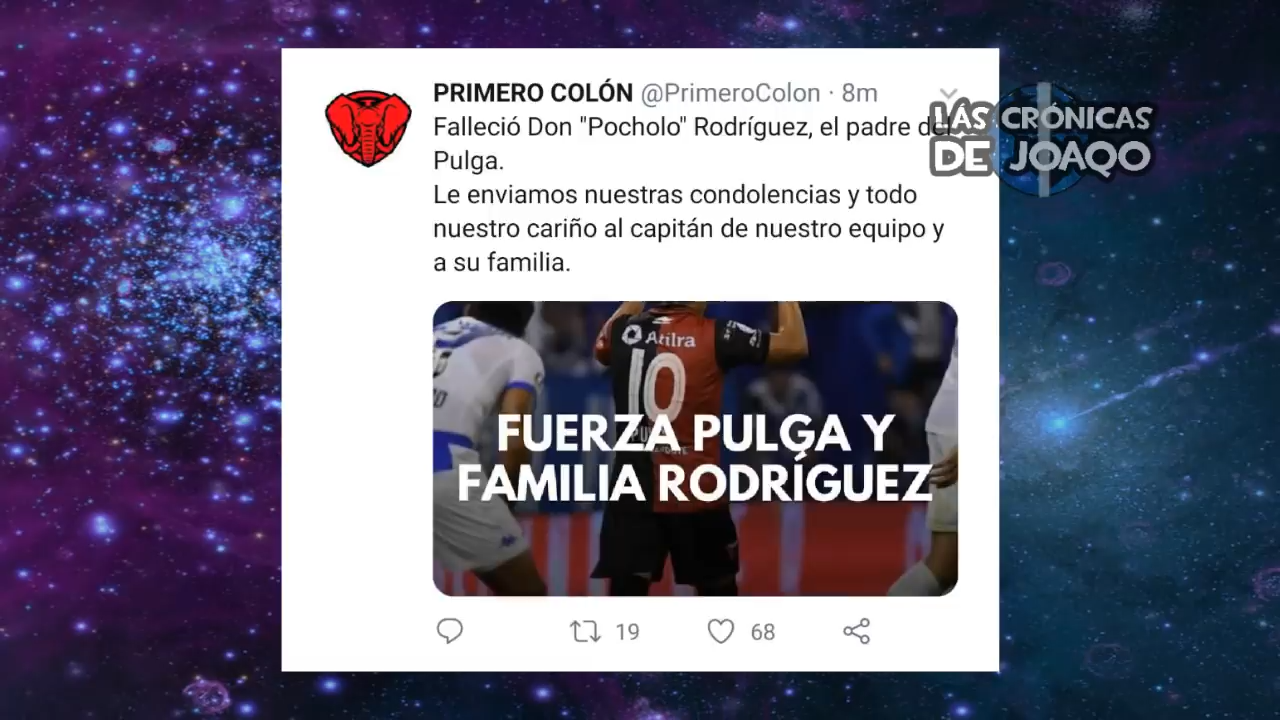 PRIMERO COLÓN @PrimeroColon · 8m
LAS CRÓNICAS
DE JOAQO
Falleció Don "Pocholo" Rodríguez, el padre del
Pulga.
Le enviamos nuestras condolencias y todo
nuestro cariño al capitán de nuestro equipo y
a su familia.
Atilra
10
FUERZA PULGA Y
FAMILIA RODRÍGUEZ
19
68